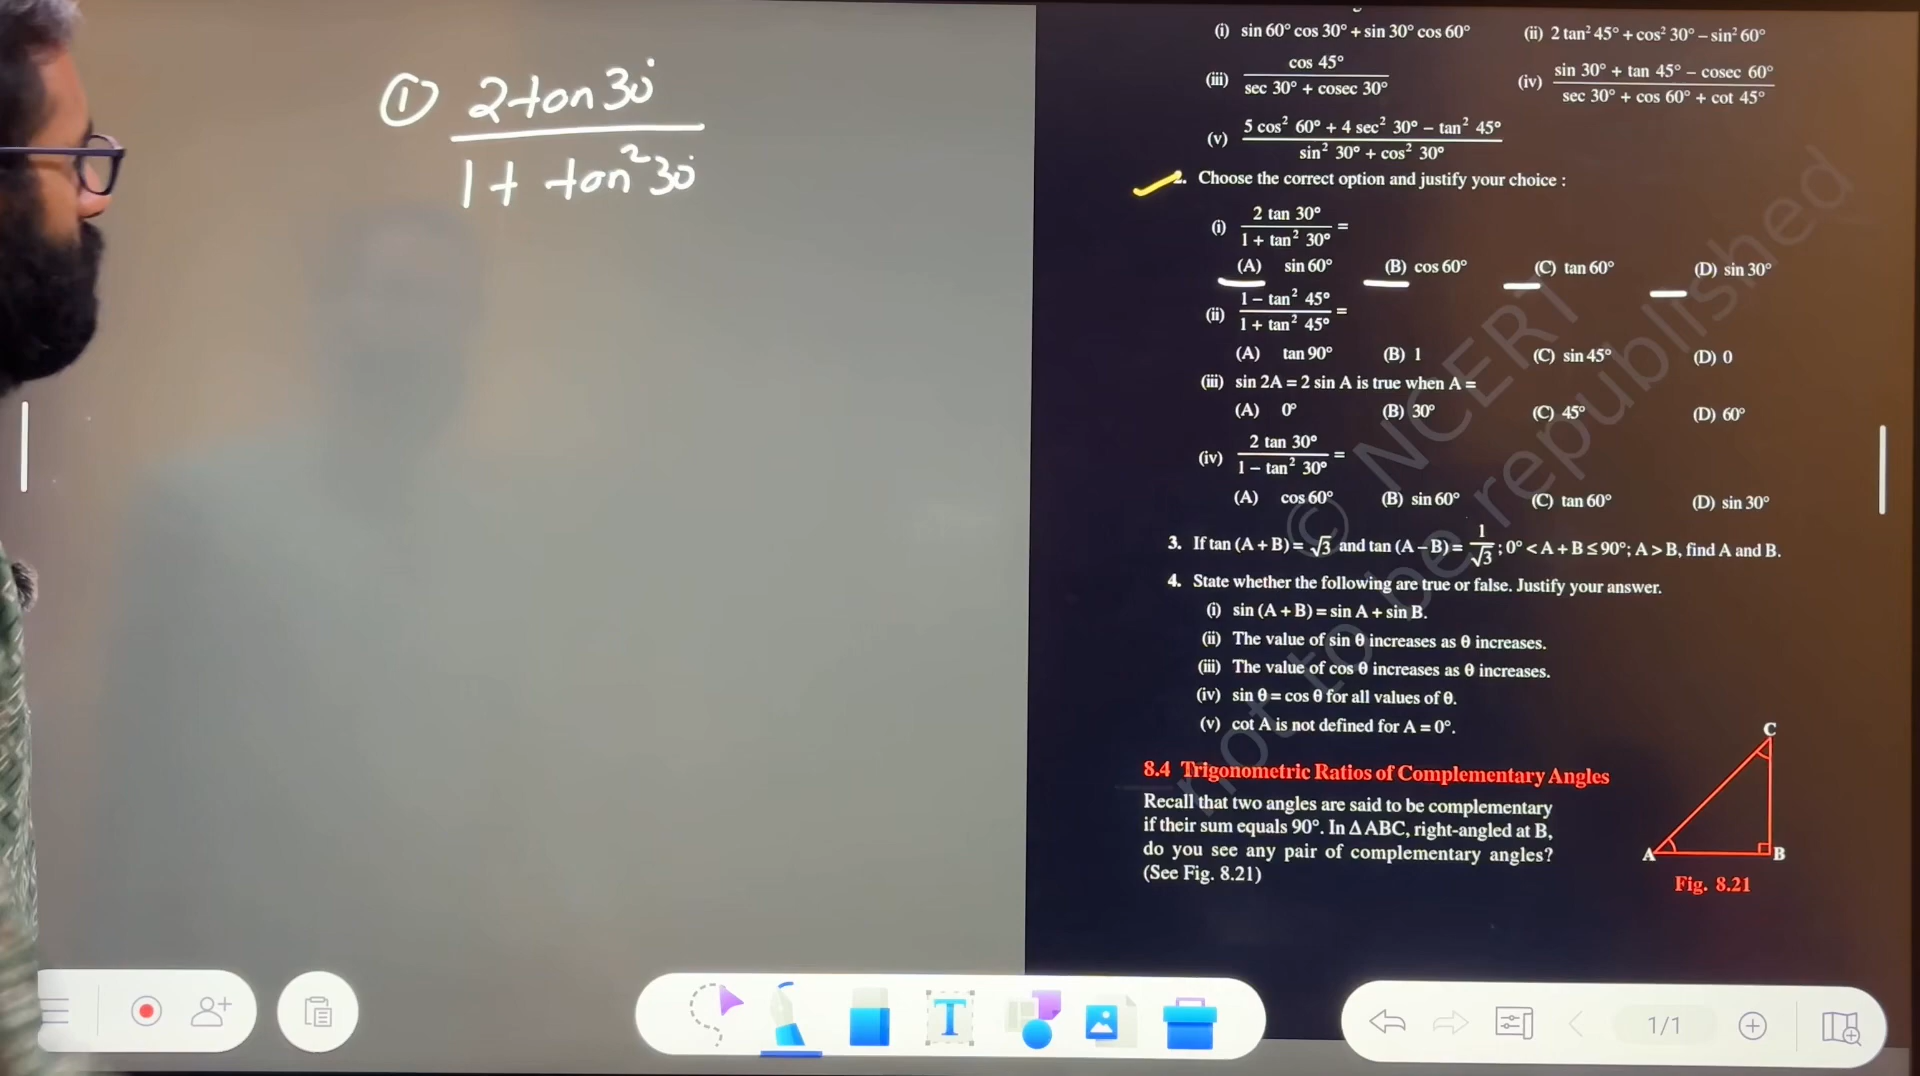 ① 2tan30°
1 + tan²30°
(i) sin 60° cos 30° + sin 30° cos 60° (ii) 2 tan² 45° + cos² 30° – sin² 60°
(iii) cos 45° / sec 30° + cosec 30° (iv) sin 30° + tan 45° – cosec 60° / sec 30° + cos 60° + cot 45°
(v) 5 cos² 60° + 4 sec² 30° – tan² 45° / sin² 30° + cos² 30°
2. Choose the correct option and justify your choice :
(i) 2 tan 30° / 1 + tan² 30° =
(A) sin 60° (B) cos 60° (C) tan 60° (D) sin 30°
(ii) 1 – tan² 45° / 1 + tan² 45° =
(A) tan 90° (B) 1 (C) sin 45° (D) 0
(iii) sin 2A = 2 sin A is true when A =
(A) 0° (B) 30° (C) 45° (D) 60°
(iv) 2 tan 30° / 1 – tan² 30° =
(A) cos 60° (B) sin 60° (C) tan 60° (D) sin 30°
3. If tan (A + B) = √3 and tan (A – B) = 1/√3 ; 0° < A + B ≤ 90°; A > B, find A and B.
4. State whether the following are true or false. Justify your answer.
(i) sin (A + B) = sin A + sin B.
(ii) The value of sin θ increases as θ increases.
(iii) The value of cos θ increases as θ increases.
(iv) sin θ = cos θ for all values of θ.
(v) cot A is not defined for A = 0°.
8.4 Trigonometric Ratios of Complementary Angles
Recall that two angles are said to be complementary
if their sum equals 90°. In Δ ABC, right-angled at B,
do you see any pair of complementary angles?
(See Fig. 8.21)
C
A
B
Fig. 8.21
© NCERT
not to be republished
T
1/1